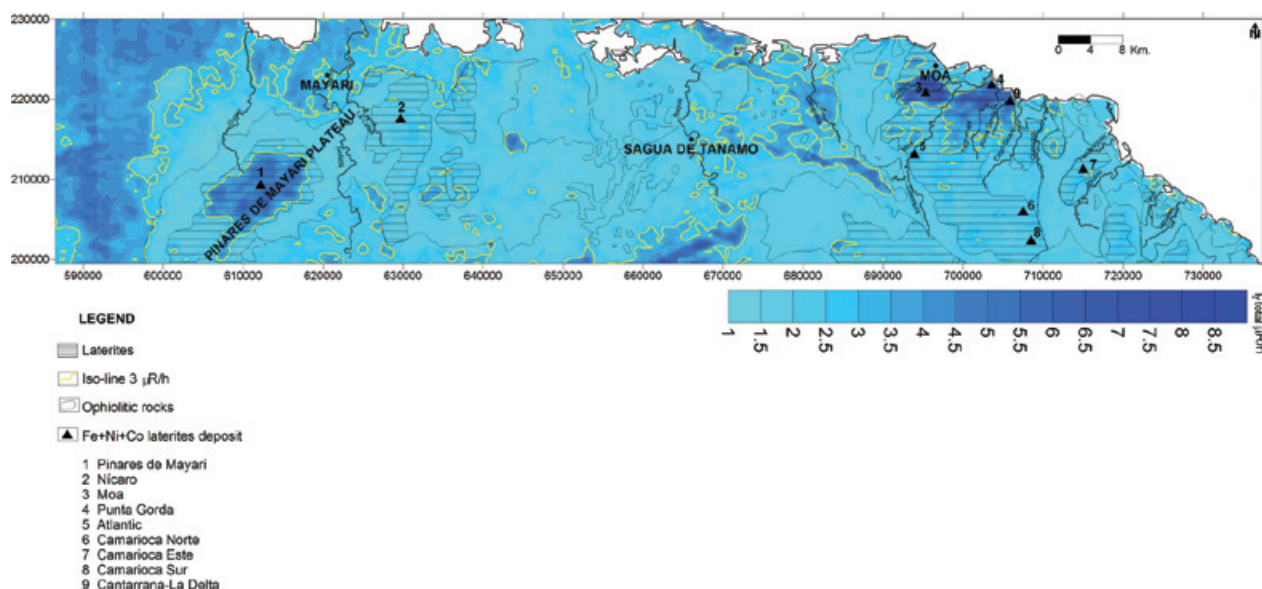 230000
220000
210000
200000
590000 600000 610000 620000 630000 640000 650000 660000 670000 680000 690000 700000 710000 720000 730000
MAYARI
2
1
PINARES DE MAYARI PLATEAU
SAGUA DE TANAMO
MOA
3
4
9
5
7
6
8
0 4 8 Km.
N
1 1.5 2 2.5 3 3.5 4 4.5 5 5.5 6 6.5 7 7.5 8 8.5
Iγ total μR/h
LEGEND
Laterites
Iso-line 3 μR/h
Ophiolitic rocks
Fe+Ni+Co laterites deposit
1 Pinares de Mayari
2 Nícaro
3 Moa
4 Punta Gorda
5 Atlantic
6 Camarioca Norte
7 Camarioca Este
8 Camarioca Sur
9 Cantarrana-La Delta